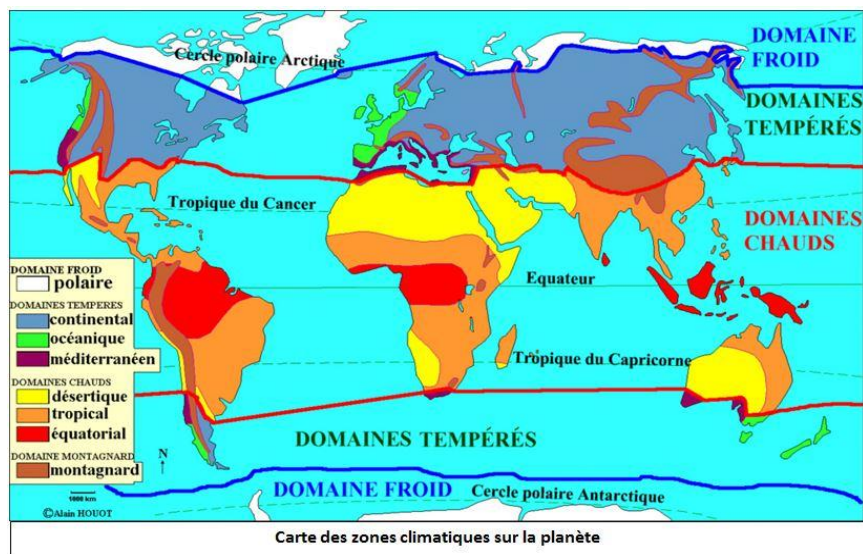 Cercle polaire Arctique
DOMAINE
FROID
DOMAINES
TEMPÉRÉS
Tropique du Cancer
DOMAINES
CHAUDS
DOMAINE FROID
polaire
DOMAINES TEMPERES
continental
océanique
méditerranéen
DOMAINES CHAUDS
désertique
tropical
équatorial
DOMAINE MONTAGNARD
montagnard
Equateur
Tropique du Capricorne
DOMAINES TEMPÉRÉS
N
1000 km
DOMAINE FROID
Cercle polaire Antarctique
©Alain HOUOT
Carte des zones climatiques sur la planète